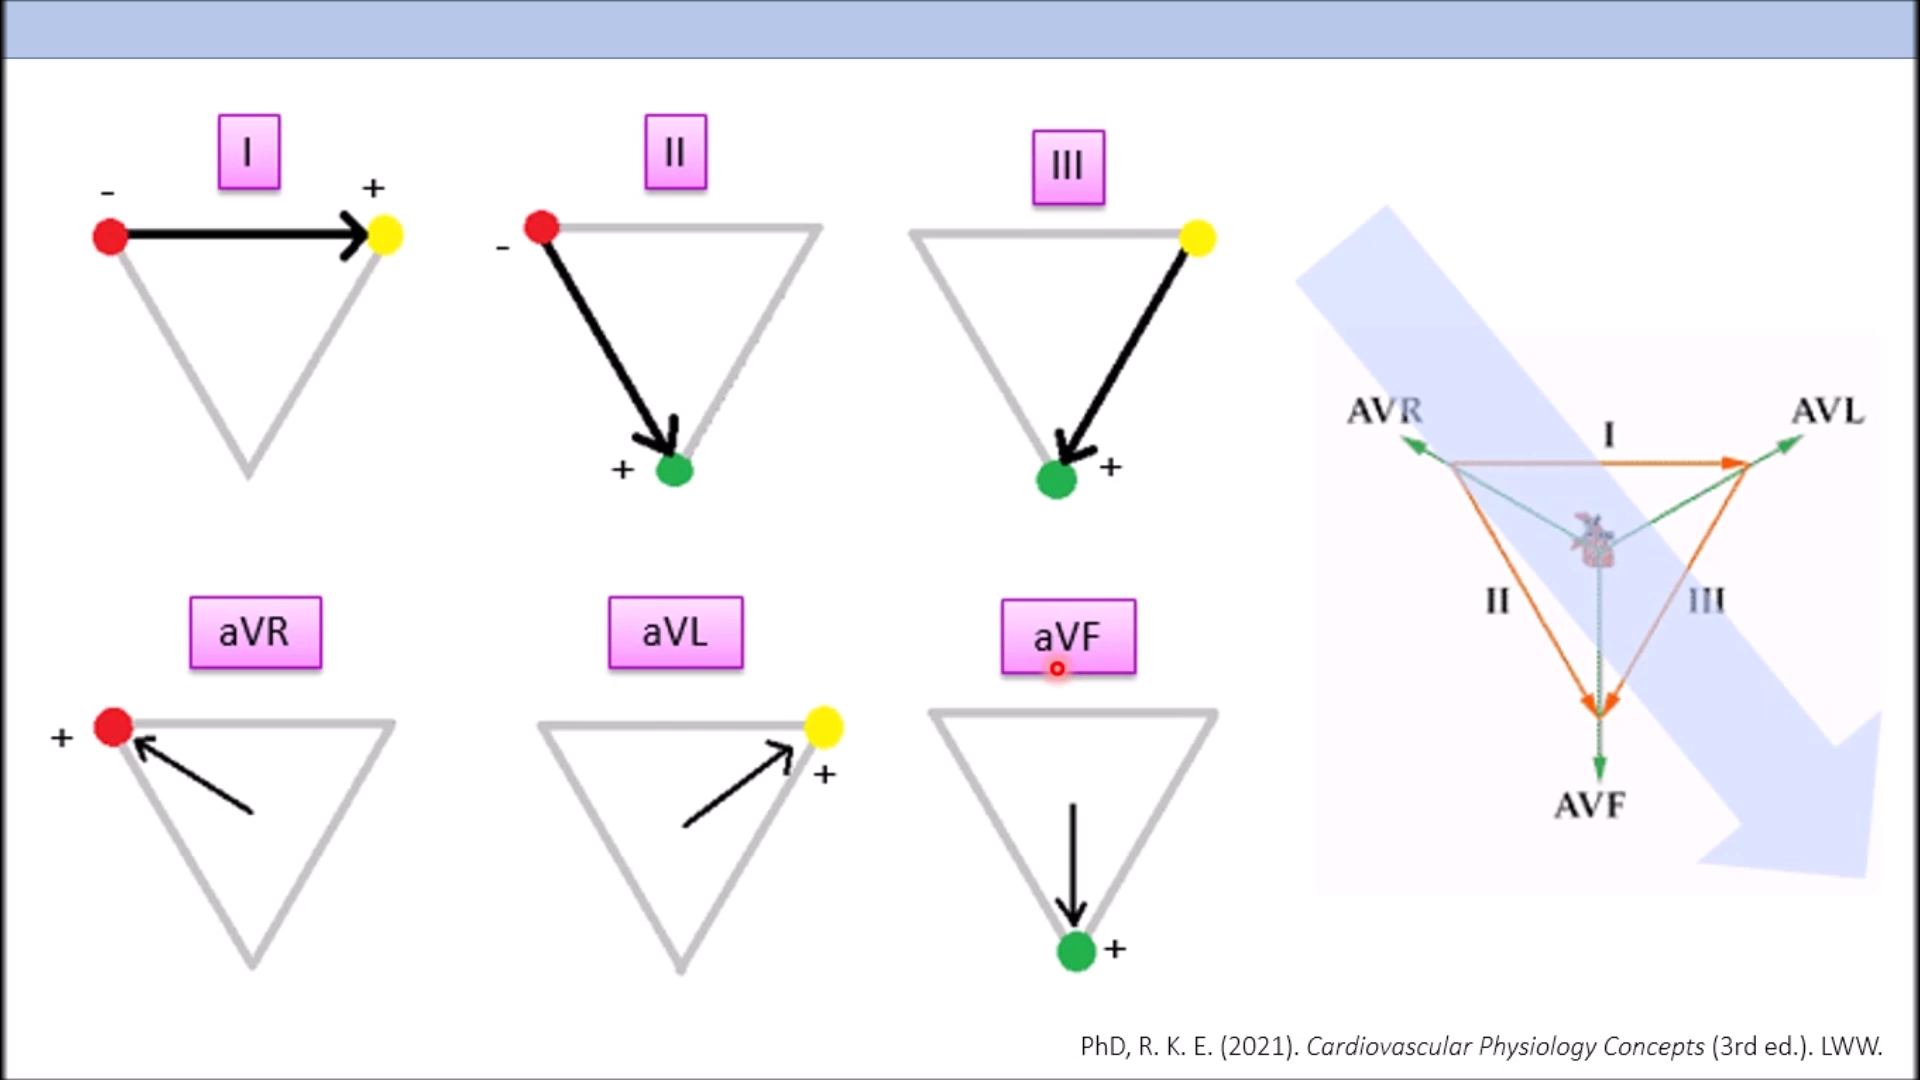 I
II
III
- +
-
+
+
AVR
I
AVL
II
III
AVF
aVR
aVL
aVF
+
+
+
PhD, R. K. E. (2021). Cardiovascular Physiology Concepts (3rd ed.). LWW.